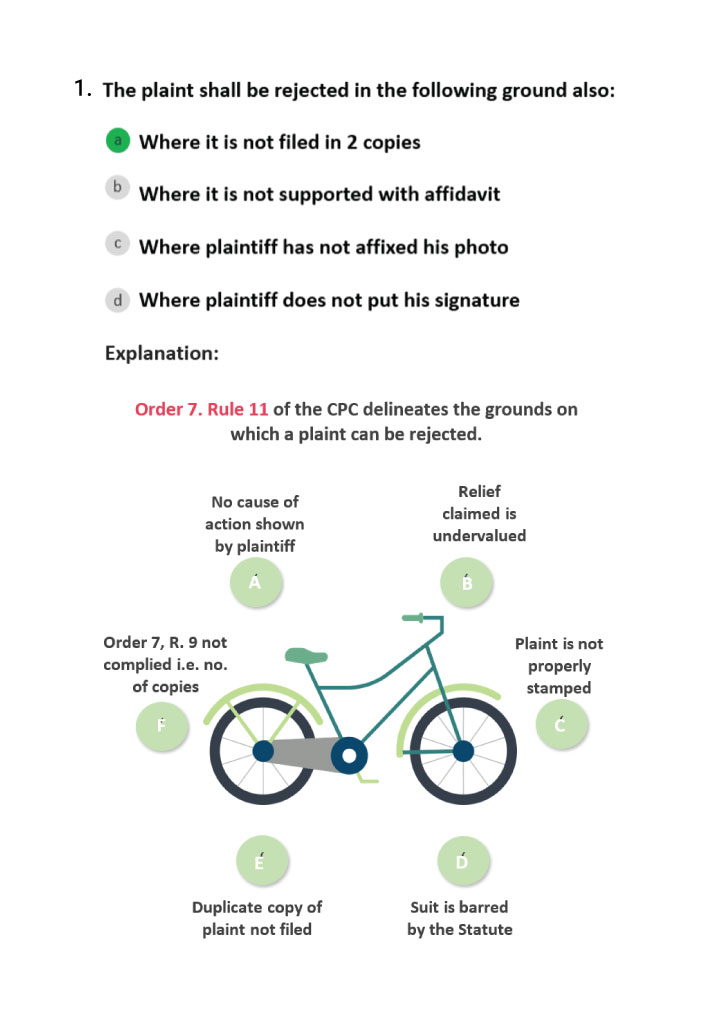 1. The plaint shall be rejected in the following ground also:
a Where it is not filed in 2 copies
b Where it is not supported with affidavit
c Where plaintiff has not affixed his photo
d Where plaintiff does not put his signature
Explanation:
Order 7. Rule 11 of the CPC delineates the grounds on
which a plaint can be rejected.
No cause of
action shown
by plaintiff
A
Relief
claimed is
undervalued
B
Order 7, R. 9 not
complied i.e. no.
of copies
F
Plaint is not
properly
stamped
C
E
Duplicate copy of
plaint not filed
D
Suit is barred
by the Statute